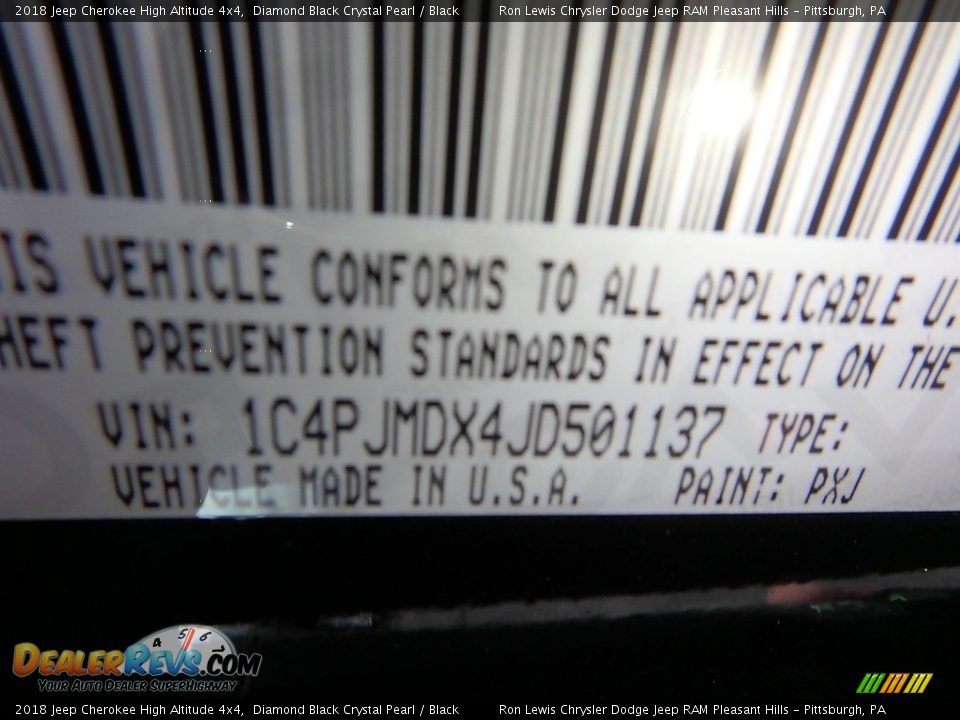 2018 Jeep Cherokee High Altitude 4x4,  Diamond Black Crystal Pearl / Black          Ron Lewis Chrysler Dodge Jeep RAM Pleasant Hills - Pittsburgh, PA
IS VEHICLE CONFORMS TO ALL APPLICABLE U.
HEFT PREVENTION STANDARDS IN EFFECT ON THE
VIN: 1C4PJMDX4JD501137 TYPE:
VEHICLE MADE IN U.S.A. PAINT: PXJ
4 5 6
DealerRevs.com
Your Auto Dealer SuperHighway
2018 Jeep Cherokee High Altitude 4x4,  Diamond Black Crystal Pearl / Black          Ron Lewis Chrysler Dodge Jeep RAM Pleasant Hills - Pittsburgh, PA